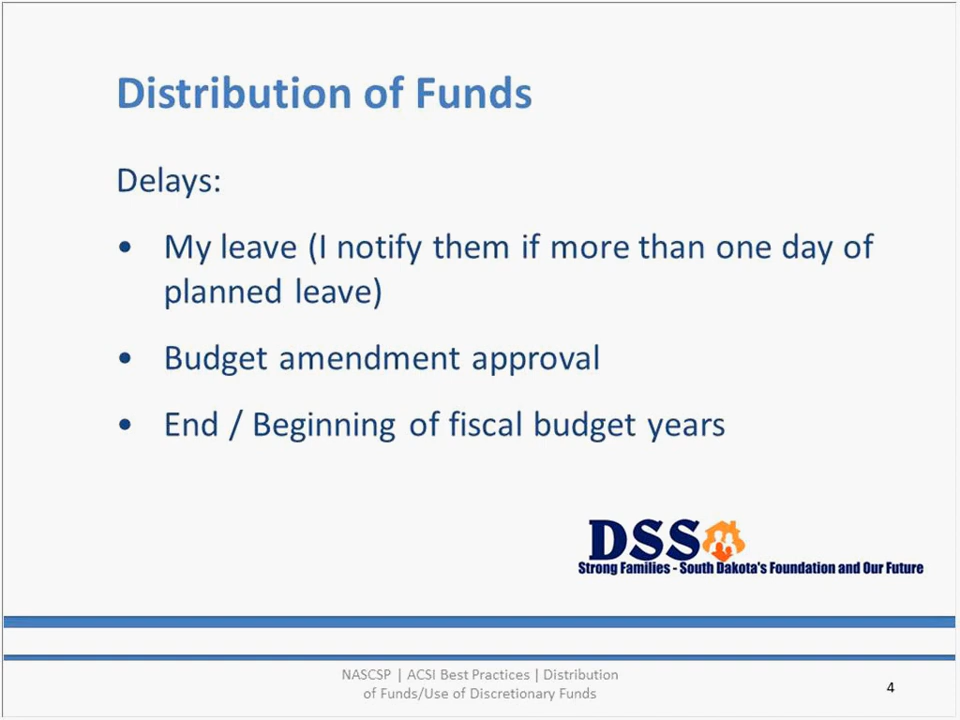 Distribution of Funds
Delays:
• My leave (I notify them if more than one day of
planned leave)
• Budget amendment approval
• End / Beginning of fiscal budget years
DSS
Strong Families - South Dakota's Foundation and Our Future
NASCSP | ACSI Best Practices | Distribution
of Funds/Use of Discretionary Funds
4